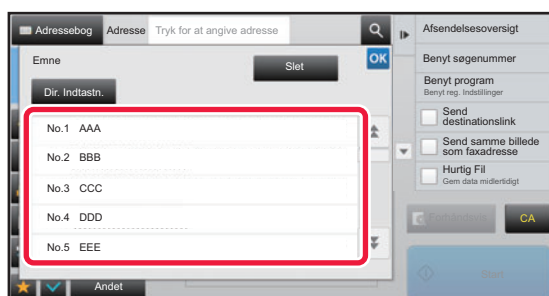 Adressebog Adresse Tryk for at angive adresse
Afsendelsesoversigt
Emne
Slet
OK
Benyt søgenummer
Dir. Indtastn.
Benyt program
Benyt reg. Indstillinger
No.1 AAA
Send
destinationslink
No.2 BBB
Send samme billede
som faxadresse
No.3 CCC
Hurtig Fil
Gem data midlertidigt
No.4 DDD
CA
No.5 EEE
Start
Andet